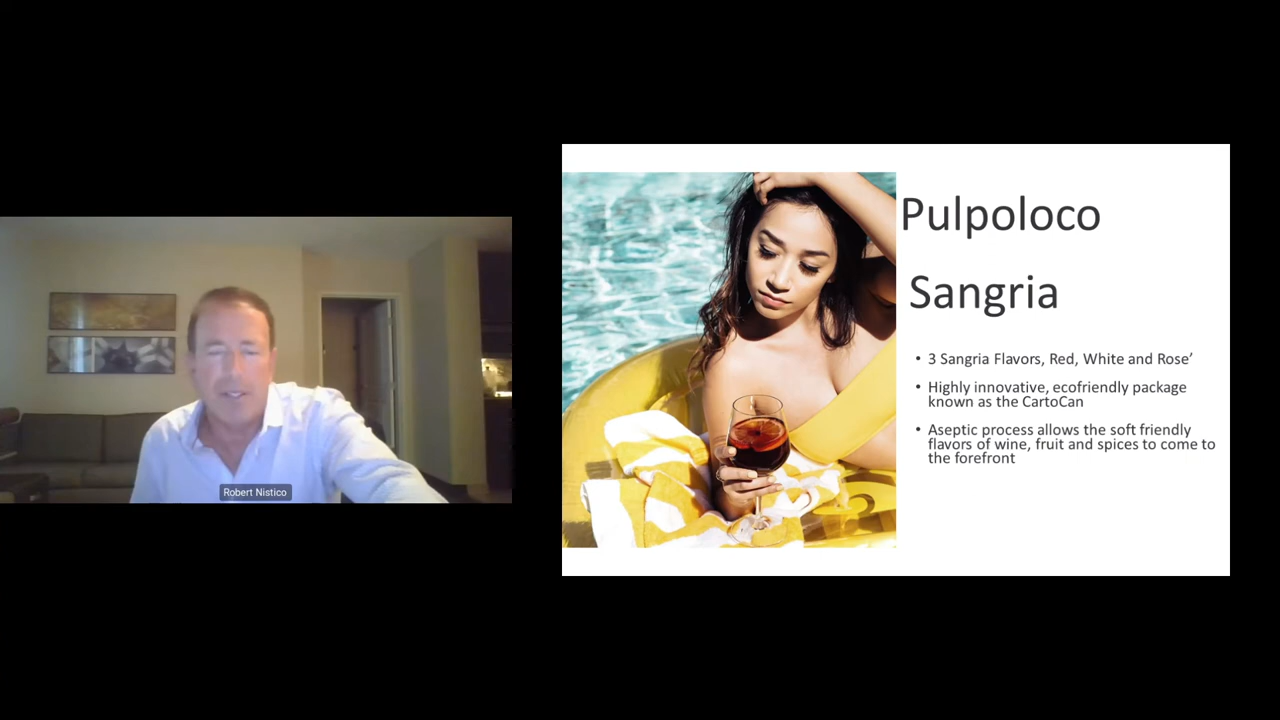 Robert Nistico
Pulpoloco
Sangria
• 3 Sangria Flavors, Red, White and Rose’
• Highly innovative, ecofriendly package
known as the CartoCan
• Aseptic process allows the soft friendly
flavors of wine, fruit and spices to come to
the forefront